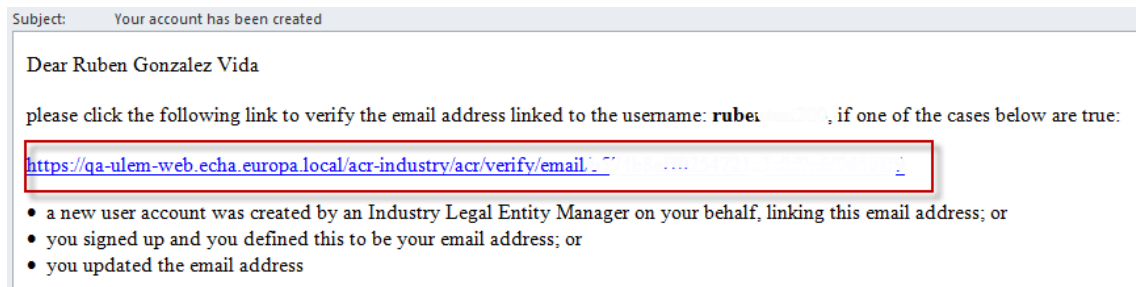 Subject: Your account has been created
Dear Ruben Gonzalez Vida
please click the following link to verify the email address linked to the username: , if one of the cases below are true:
https://qa-ulem-web.echa.europa.local/acr-industry/acr/verify/email
• a new user account was created by an Industry Legal Entity Manager on your behalf, linking this email address; or
• you signed up and you defined this to be your email address; or
• you updated the email address